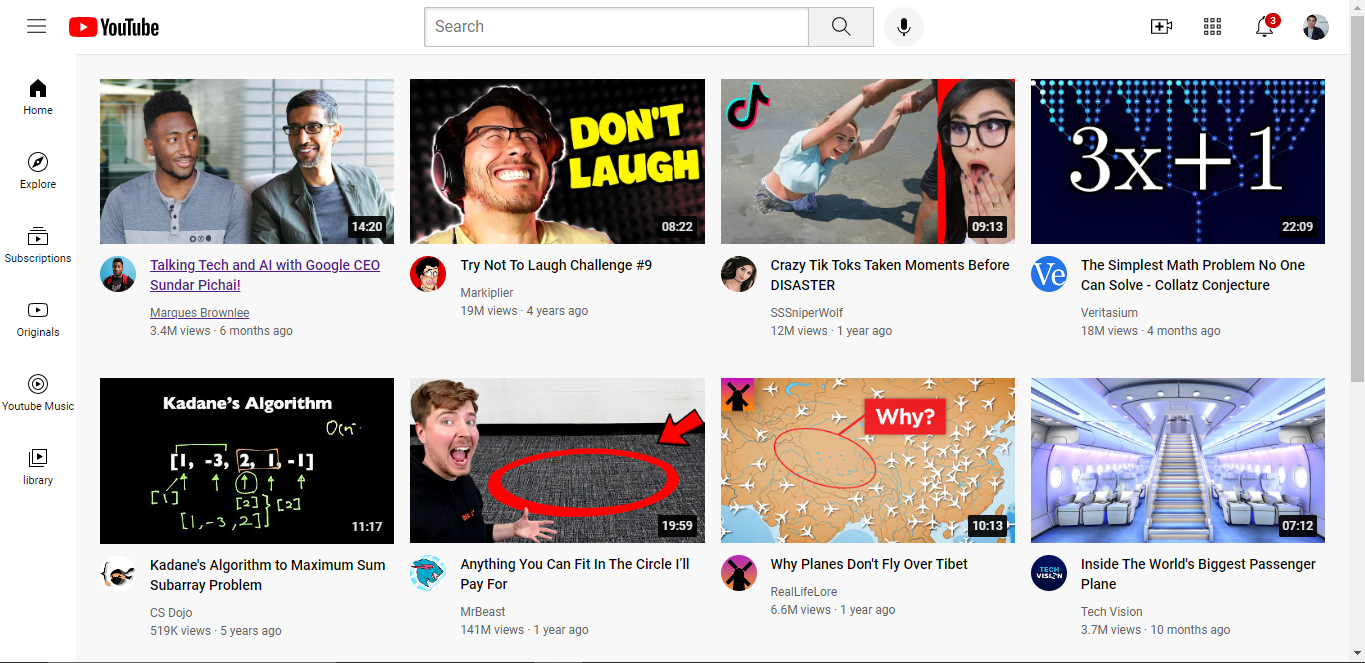 YouTube
Search
3
Home
Explore
Subscriptions
Originals
Youtube Music
library
14:20
Talking Tech and AI with Google CEO
Sundar Pichai!
Marques Brownlee
3.4M views · 6 months ago
DON'T
LAUGH
08:22
Try Not To Laugh Challenge #9
Markiplier
19M views · 4 years ago
09:13
Crazy Tik Toks Taken Moments Before
DISASTER
SSSniperWolf
12M views · 1 year ago
3x+1
22:09
Ve
The Simplest Math Problem No One
Can Solve - Collatz Conjecture
Veritasium
18M views · 4 months ago
Kadane's Algorithm
[1, -3, 2, 1, -1]
[1] [2] [2]
[1, -3, 2]
11:17
Kadane's Algorithm to Maximum Sum
Subarray Problem
CS Dojo
519K views · 5 years ago
19:59
Anything You Can Fit In The Circle I’ll
Pay For
MrBeast
141M views · 1 year ago
Why?
10:13
Why Planes Don't Fly Over Tibet
RealLifeLore
6.6M views · 1 year ago
07:12
TECH
VISION
Inside The World's Biggest Passenger
Plane
Tech Vision
3.7M views · 10 months ago